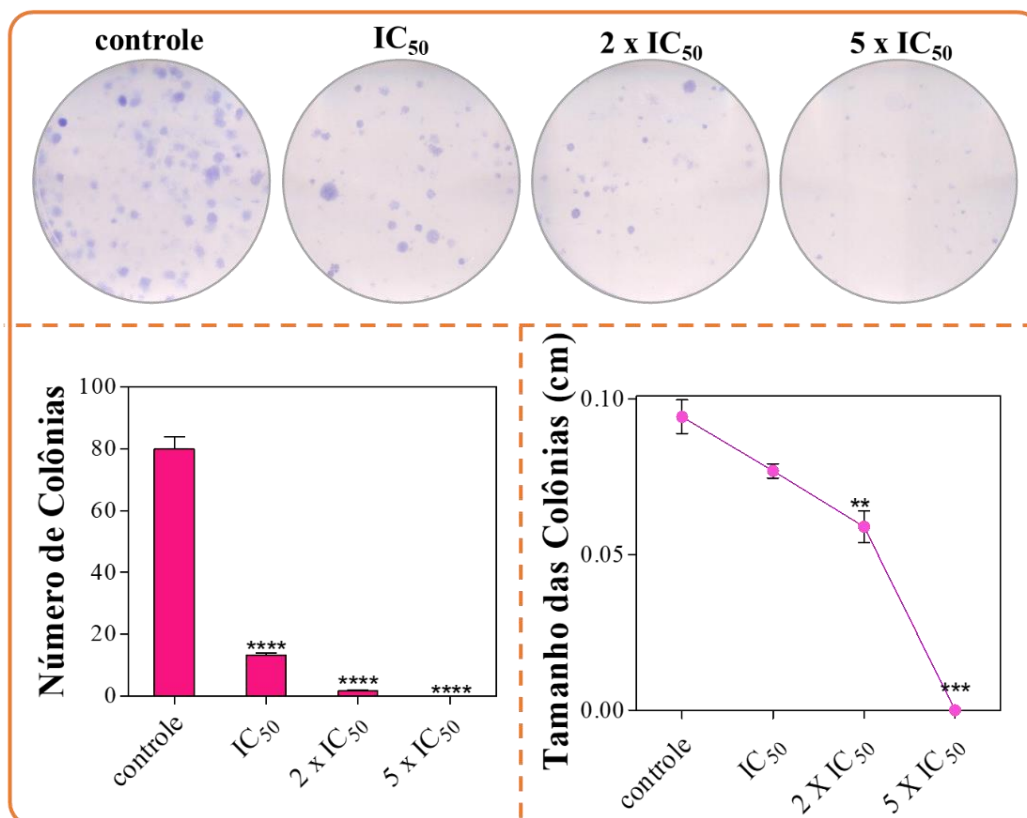 controle IC₅₀ 2 x IC₅₀ 5 x IC₅₀
Número de Colônias
100
80
60
40
20
0
****
****
****
controle IC₅₀ 2 x IC₅₀ 5 x IC₅₀
Tamanho das Colônias (cm)
0.10
0.05
0.00
**
***
controle IC₅₀ 2 X IC₅₀ 5 X IC₅₀